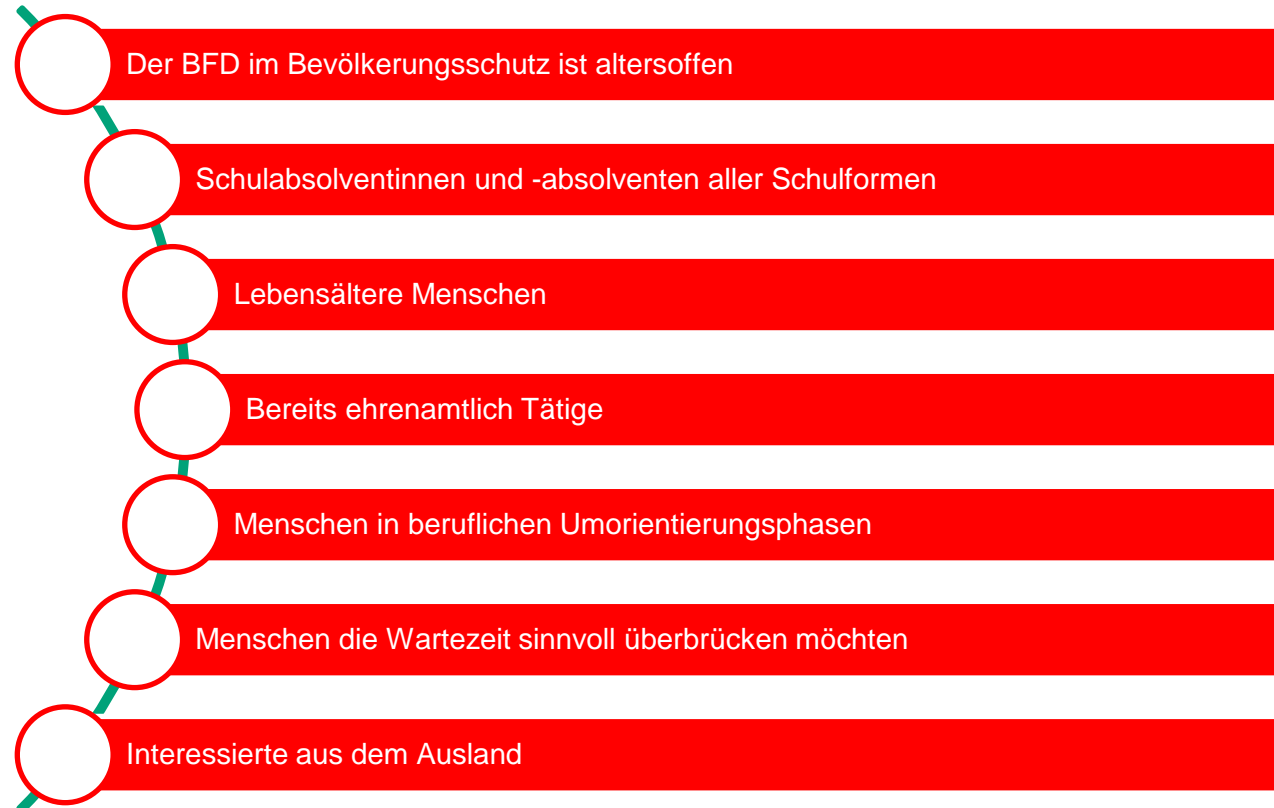 Der BFD im Bevölkerungsschutz ist altersoffen
Schulabsolventinnen und -absolventen aller Schulformen
Lebensältere Menschen
Bereits ehrenamtlich Tätige
Menschen in beruflichen Umorientierungsphasen
Menschen die Wartezeit sinnvoll überbrücken möchten
Interessierte aus dem Ausland